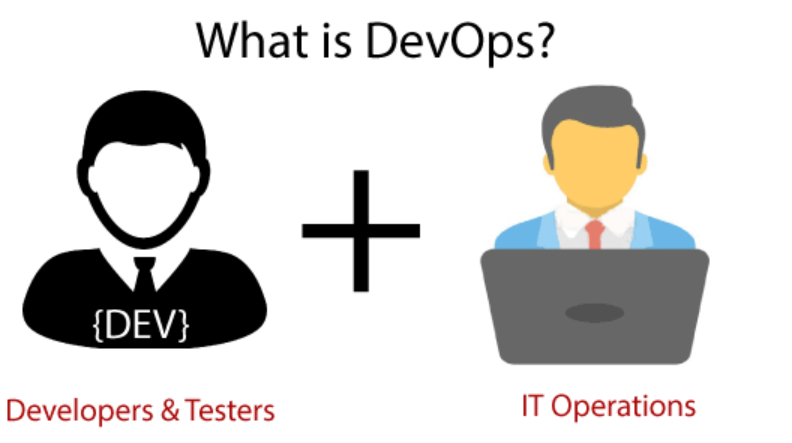 What is DevOps?
{DEV}
Developers & Testers
IT Operations